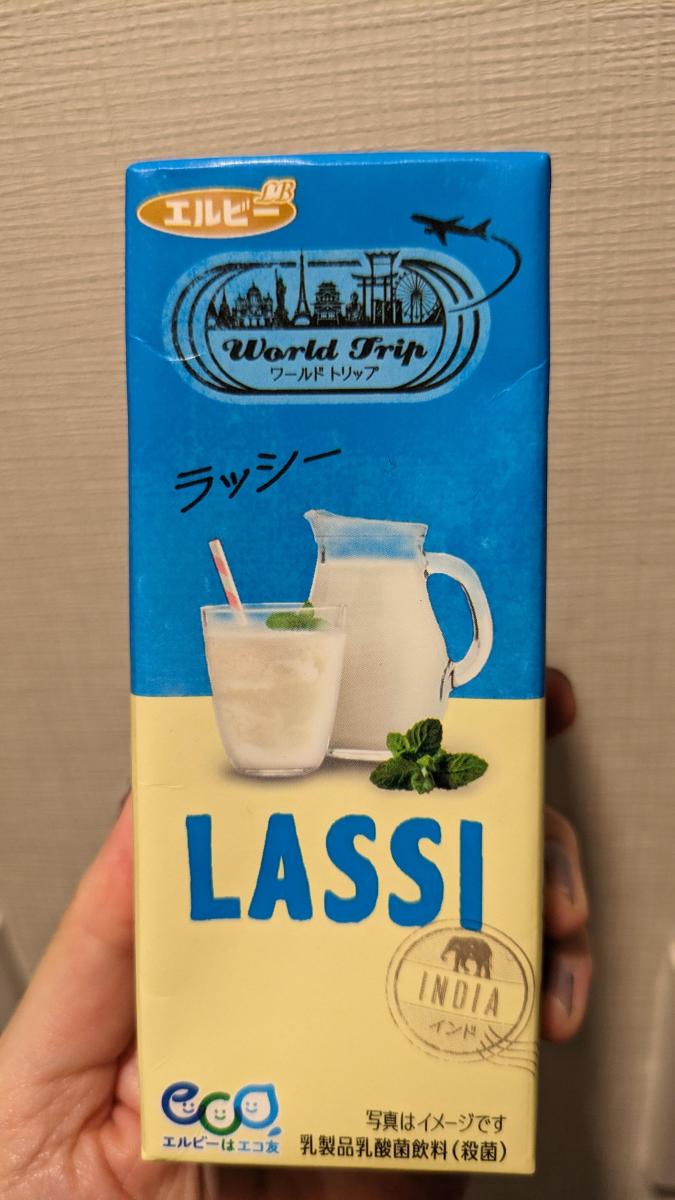 LB
エルビー
World Trip
ワールド トリップ
ラッシー
LASSI
INDIA
インド
eco
エルビーは エコ友
写真はイメージです
乳製品乳酸菌飲料(殺菌)